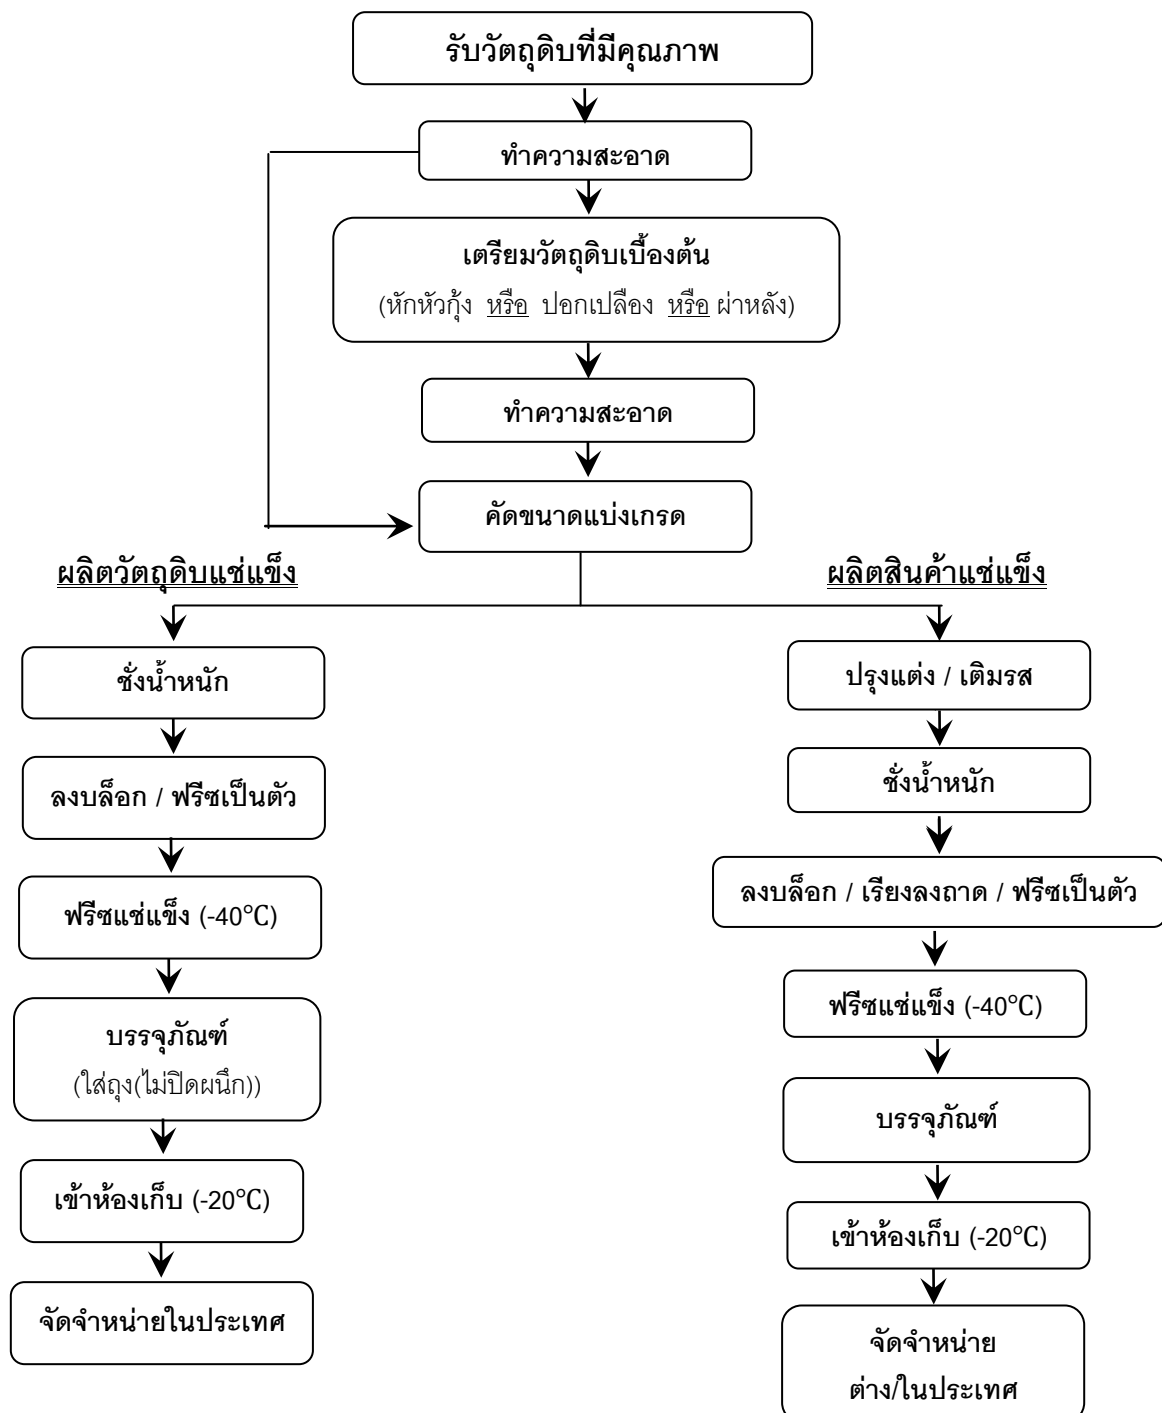 รับวัตถุดิบที่มีคุณภาพ
ทำความสะอาด
เตรียมวัตถุดิบเบื้องต้น
(หักหัวกุ้ง หรือ ปอกเปลือง หรือ ผ่าหลัง)
ทำความสะอาด
คัดขนาดแบ่งเกรด
ผลิตวัตถุดิบแช่แข็ง
ชั่งน้ำหนัก
ลงบล็อก / ฟรีซเป็นตัว
ฟรีซแช่แข็ง (-40°C)
บรรจุภัณฑ์
(ใส่ถุง(ไม่ปิดผนึก))
เข้าห้องเก็บ (-20°C)
จัดจำหน่ายในประเทศ
ผลิตสินค้าแช่แข็ง
ปรุงแต่ง / เติมรส
ชั่งน้ำหนัก
ลงบล็อก / เรียงลงถาด / ฟรีซเป็นตัว
ฟรีซแช่แข็ง (-40°C)
บรรจุภัณฑ์
เข้าห้องเก็บ (-20°C)
จัดจำหน่าย
ต่าง/ในประเทศ